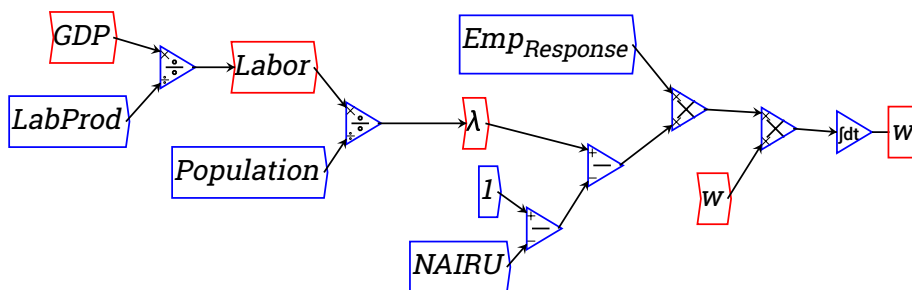 GDP
Emp_Response
LabProd
Labor
λ
Population
1
NAIRU
w
∫dt
w